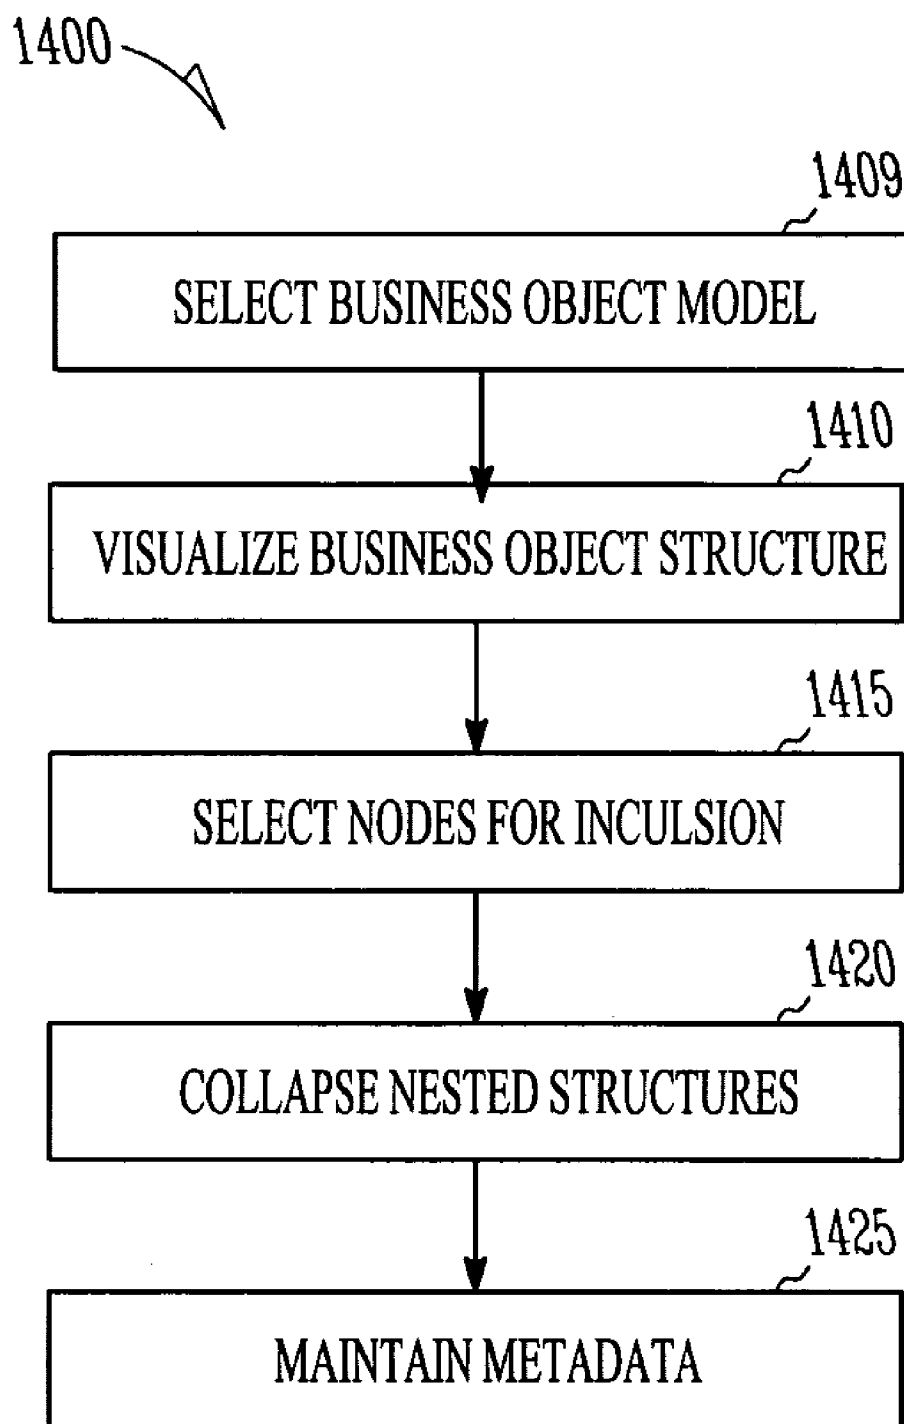 1400
1409
SELECT BUSINESS OBJECT MODEL
1410
VISUALIZE BUSINESS OBJECT STRUCTURE
1415
SELECT NODES FOR INCULSION
1420
COLLAPSE NESTED STRUCTURES
1425
MAINTAIN METADATA